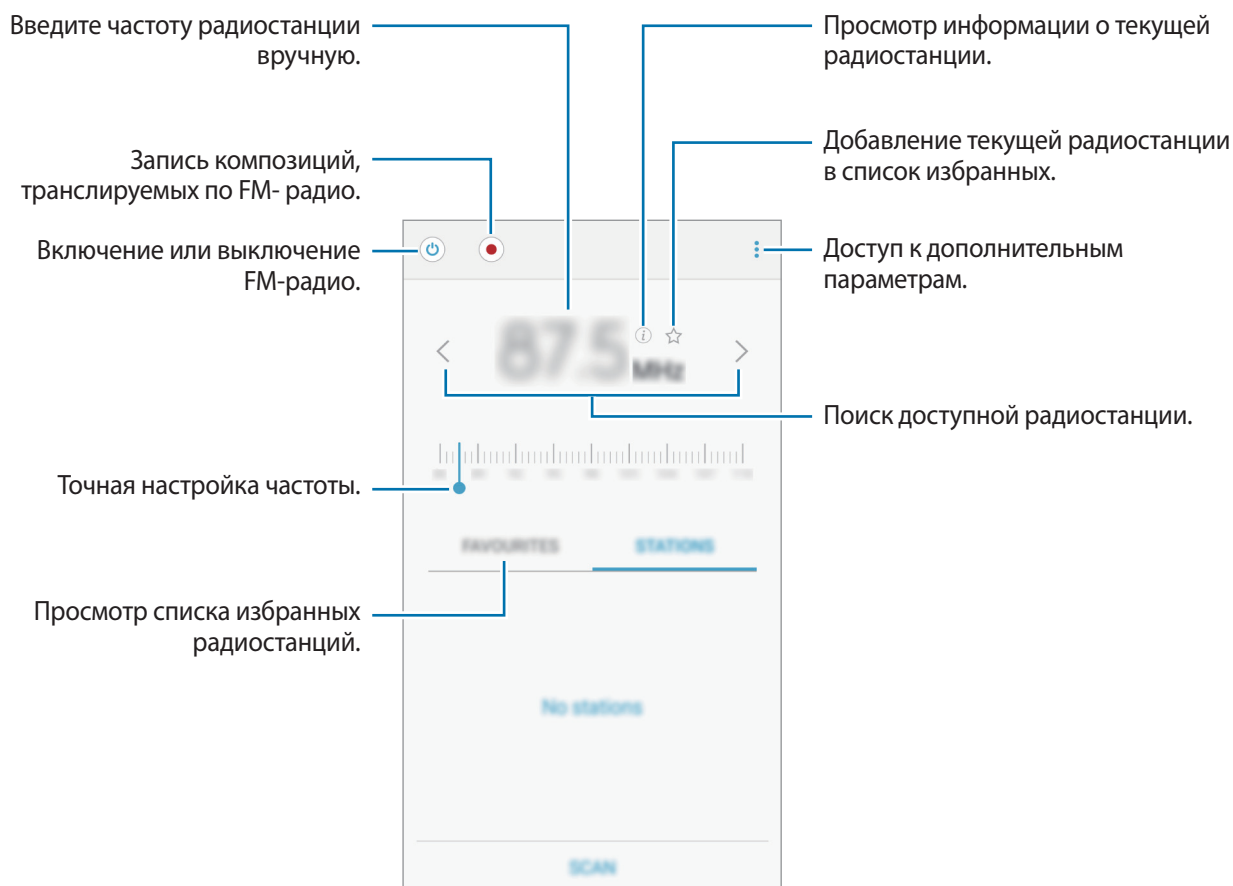 Введите частоту радиостанции
вручную.
Просмотр информации о текущей
радиостанции.
Запись композиций,
транслируемых по FM- радио.
Добавление текущей радиостанции
в список избранных.
Включение или выключение
FM-радио.
Доступ к дополнительным
параметрам.
87.5
MHz
Поиск доступной радиостанции.
Точная настройка частоты.
FAVOURITES
STATIONS
Просмотр списка избранных
радиостанций.
No stations
SCAN